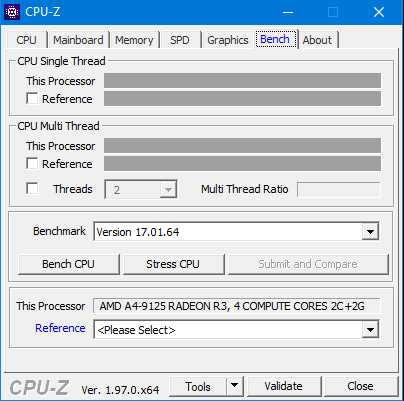 CPU-Z
CPU Mainboard Memory SPD Graphics Bench About
CPU Single Thread
This Processor
Reference
CPU Multi Thread
This Processor
Reference
Threads 2 Multi Thread Ratio
Benchmark Version 17.01.64
Bench CPU Stress CPU Submit and Compare
This Processor AMD A4-9125 RADEON R3, 4 COMPUTE CORES 2C+2G
Reference <Please Select>
CPU-Z Ver. 1.97.0.x64 Tools Validate Close